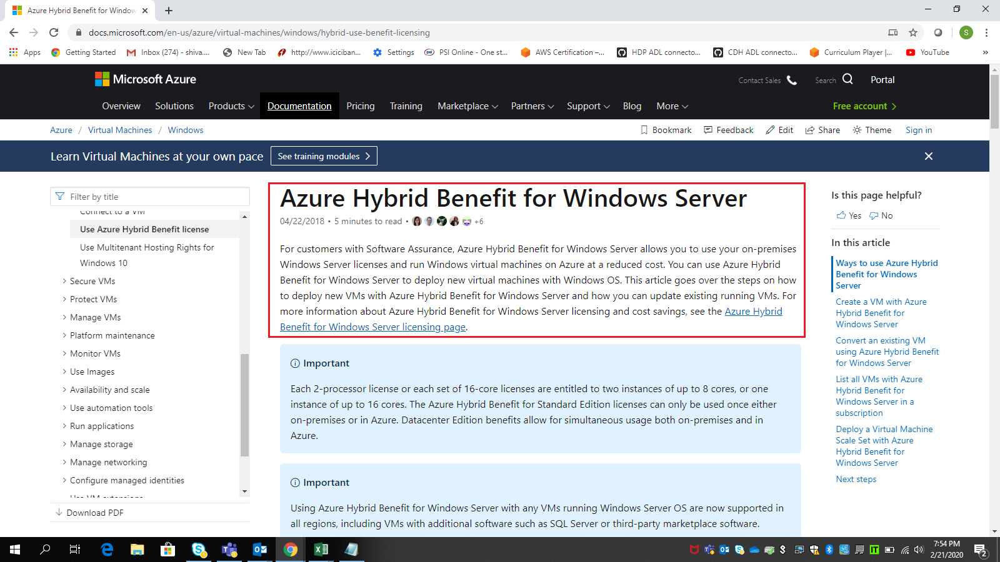 Azure Hybrid Benefit for Window
docs.microsoft.com/en-us/azure/virtual-machines/windows/hybrid-use-benefit-licensing
S
Apps Getting Started Inbox (274) - shiva.... New Tab http://www.iciciban... Settings PSI Online - One st... AWS Certification –... HDP ADL connecto... CDH ADL connecto... Curriculum Player |... YouTube »
Microsoft Azure
Contact Sales Search Portal
Overview Solutions Products Documentation Pricing Training Marketplace Partners Support Blog More Free account
Azure / Virtual Machines / Windows
Bookmark Feedback Edit Share Theme Sign in
Learn Virtual Machines at your own pace See training modules
Filter by title
Connect to a VM
Use Azure Hybrid Benefit license
Use Multitenant Hosting Rights for
Windows 10
Secure VMs
Protect VMs
Manage VMs
Platform maintenance
Monitor VMs
Use Images
Availability and scale
Use automation tools
Run applications
Manage storage
Manage networking
Configure managed identities
Use VM extensions
Download PDF
Azure Hybrid Benefit for Windows Server
04/22/2018 • 5 minutes to read • +6
For customers with Software Assurance, Azure Hybrid Benefit for Windows Server allows you to use your on-premises
Windows Server licenses and run Windows virtual machines on Azure at a reduced cost. You can use Azure Hybrid
Benefit for Windows Server to deploy new virtual machines with Windows OS. This article goes over the steps on how
to deploy new VMs with Azure Hybrid Benefit for Windows Server and how you can update existing running VMs. For
more information about Azure Hybrid Benefit for Windows Server licensing and cost savings, see the Azure Hybrid
Benefit for Windows Server licensing page.
Important
Each 2-processor license or each set of 16-core licenses are entitled to two instances of up to 8 cores, or one
instance of up to 16 cores. The Azure Hybrid Benefit for Standard Edition licenses can only be used once either
on-premises or in Azure. Datacenter Edition benefits allow for simultaneous usage both on-premises and in
Azure.
Important
Using Azure Hybrid Benefit for Windows Server with any VMs running Windows Server OS are now supported in
all regions, including VMs with additional software such as SQL Server or third-party marketplace software.
Is this page helpful?
Yes No
In this article
Ways to use Azure Hybrid
Benefit for Windows
Server
Create a VM with Azure
Hybrid Benefit for
Windows Server
Convert an existing VM
using Azure Hybrid Benefit
for Windows Server
List all VMs with Azure
Hybrid Benefit for
Windows Server in a
subscription
Deploy a Virtual Machine
Scale Set with Azure
Hybrid Benefit for
Windows Server
Next steps
7:54 PM
2/21/2020
2